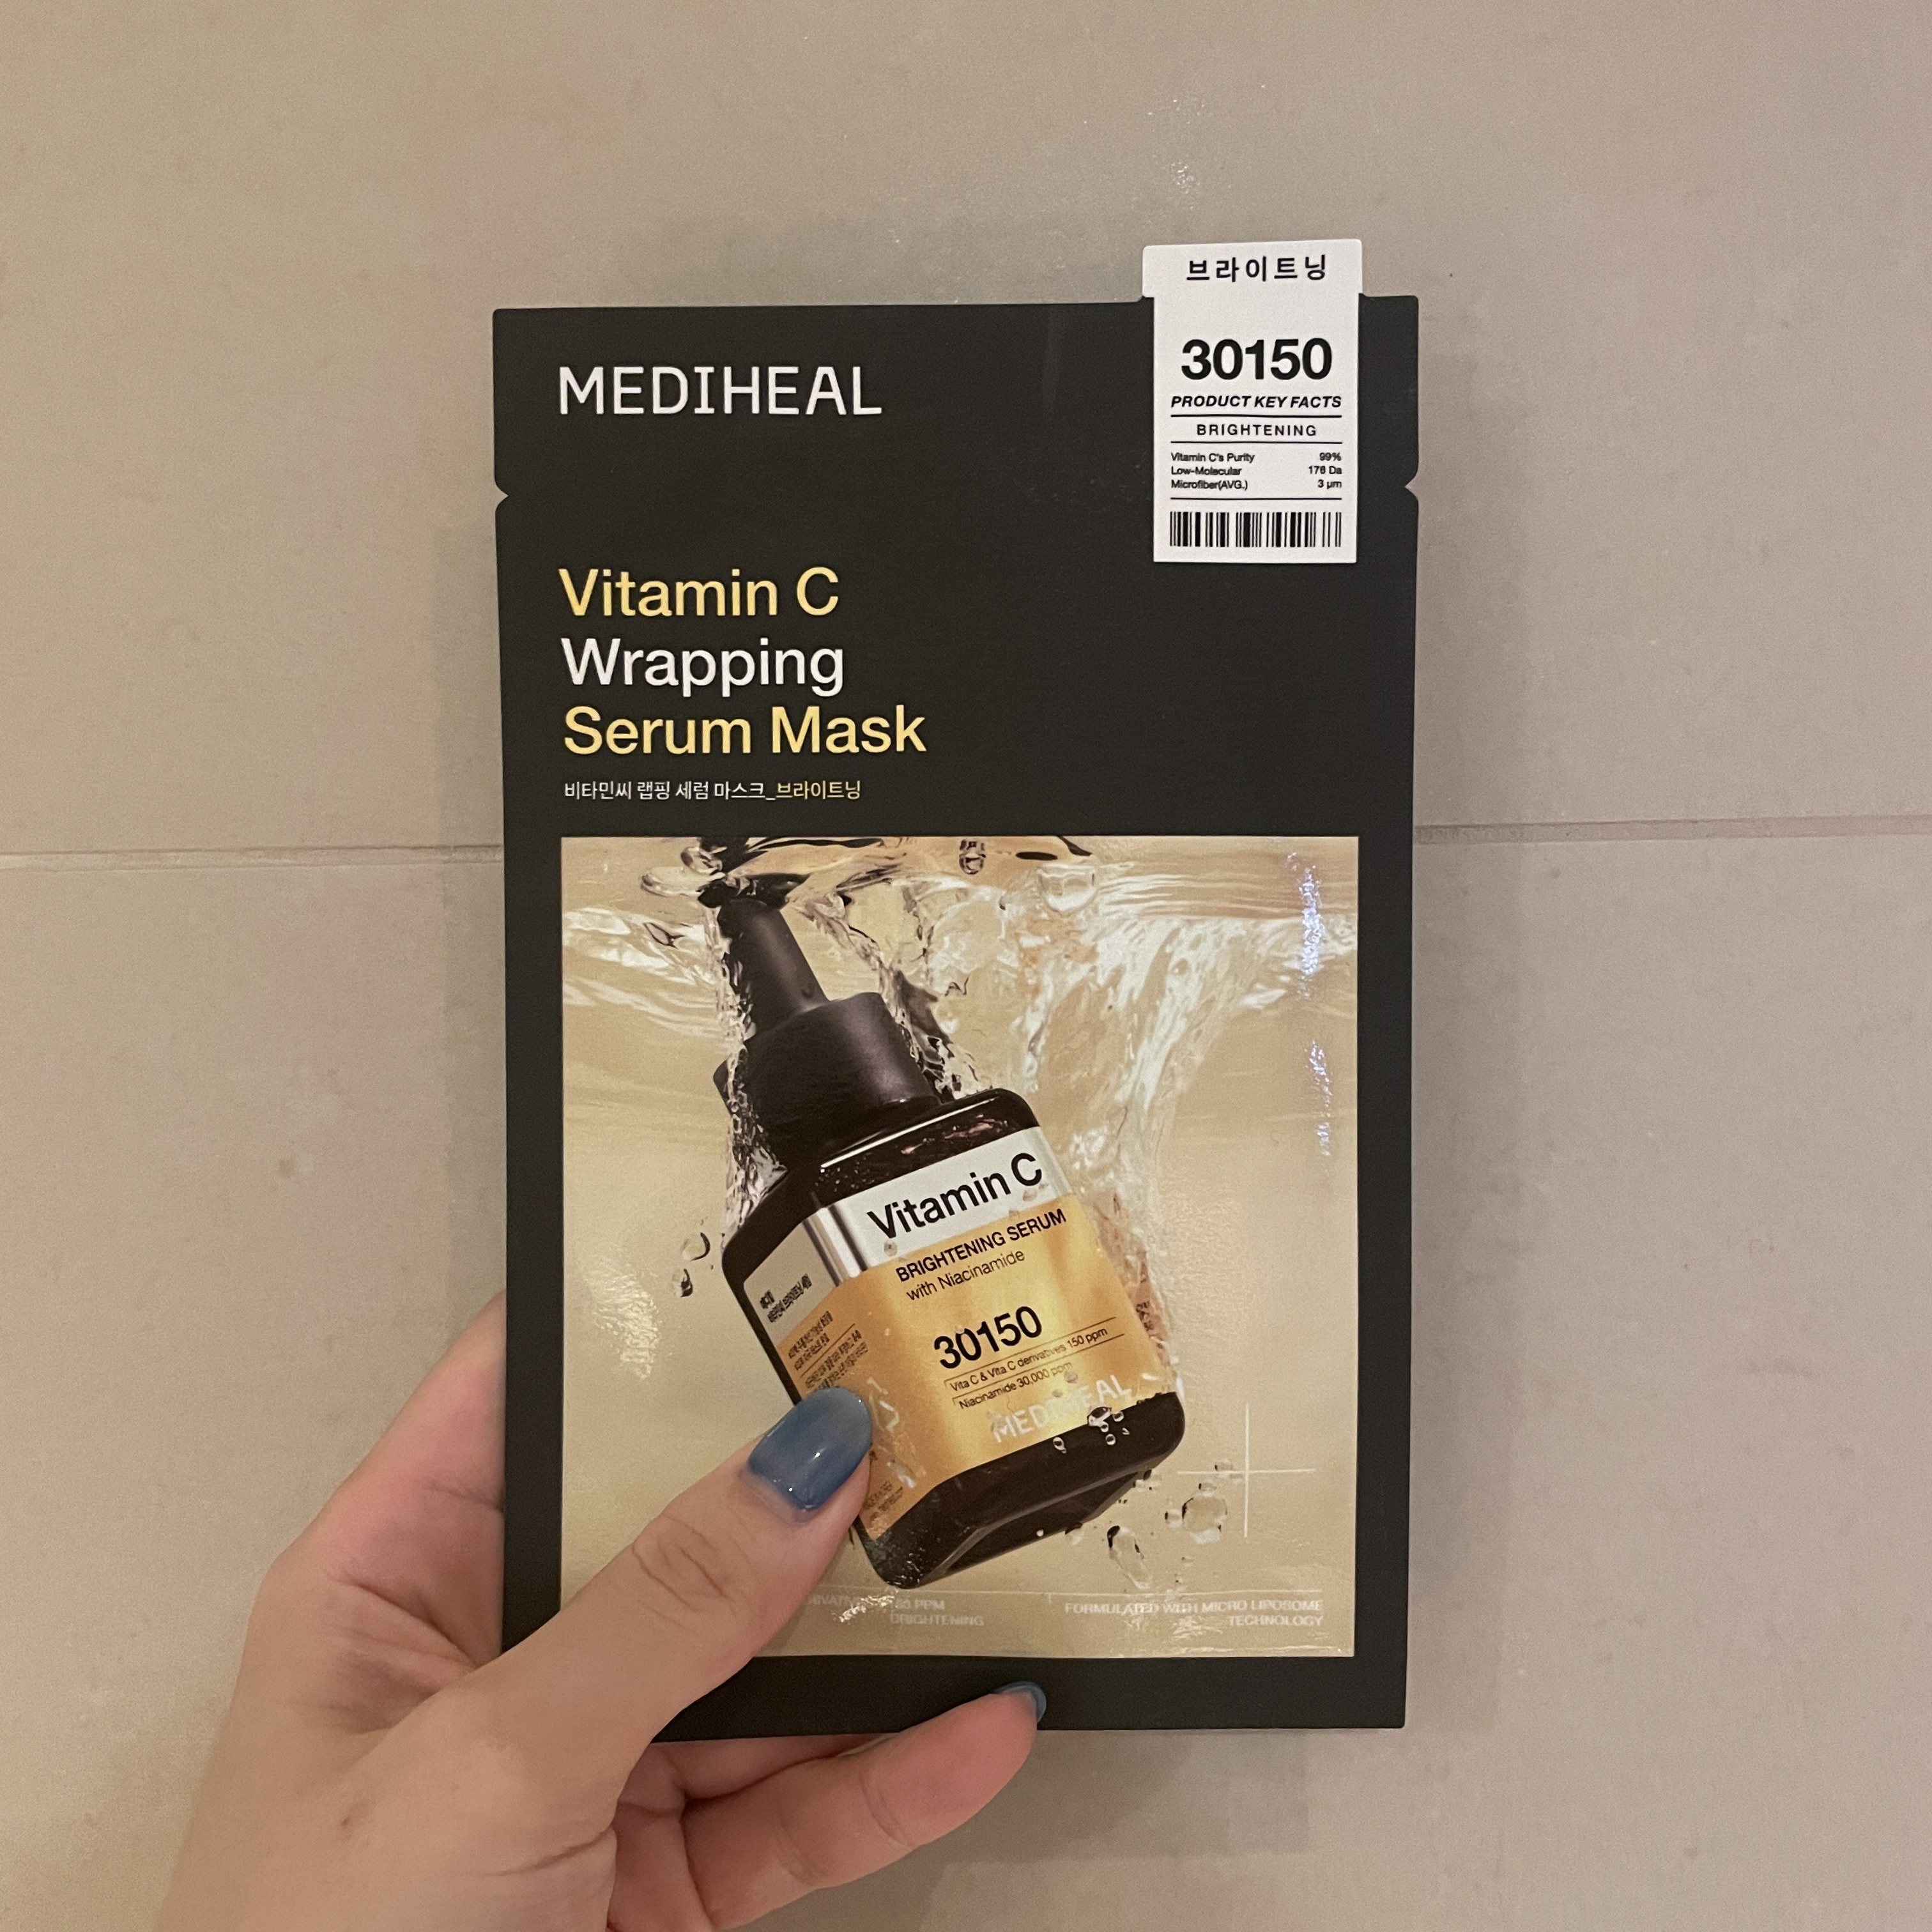 브라이트닝
MEDIHEAL
30150
PRODUCT KEY FACTS
BRIGHTENING
Vitamin C's Purity 99%
Low-Molecular 176 Da
Microfiber(AVG.) 3 μm
Vitamin C
Wrapping
Serum Mask
비타민씨 랩핑 세럼 마스크_브라이트닝
Vitamin C
BRIGHTENING SERUM
with Niacinamide
30150
Vita C & Vita C derivatives 150 ppm
Niacinamide 30,000 ppm
MEDIHEAL
PPM
BRIGHTENING
FORMULATED WITH MICRO LIPOSOME
TECHNOLOGY